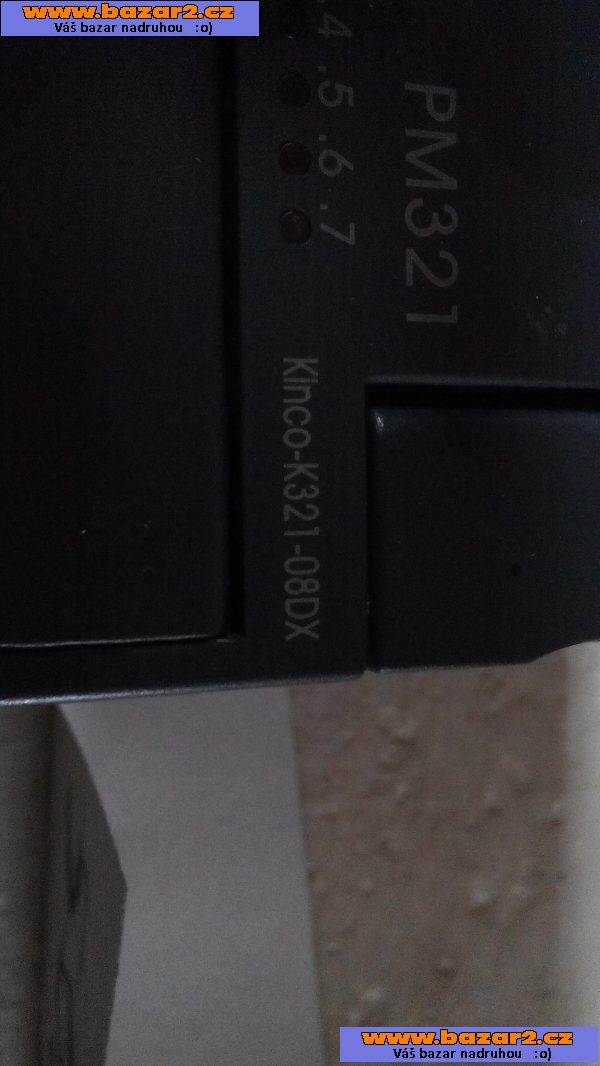 www.bazar2.cz
Váš bazar nadruhou :o)
.4 .5 .6 .7
PM321
Kinco-K321-08DX
www.bazar2.cz
Váš bazar nadruhou :o)